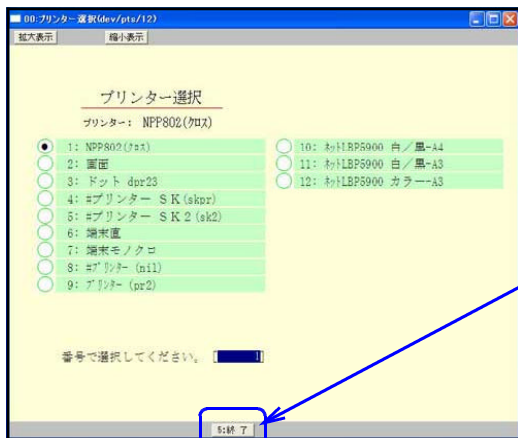 00:プリンター選択(dev/pts/12)
拡大表示 縮小表示
プリンター選択
プリンター: NPP802(クロス)
1: NPP802(クロス)
2: 画面
3: ドット dpr23
4: #プリンター SK(skpr)
5: #プリンター SK2(sk2)
6: 端末直
7: 端末モノクロ
8: #プリンター (nil)
9: プリンター (pr2)
10: ネットLBP5900 白/黒-A4
11: ネットLBP5900 白/黒-A3
12: ネットLBP5900 カラー-A3
番号で選択してください。 [ 1]
5:終 了